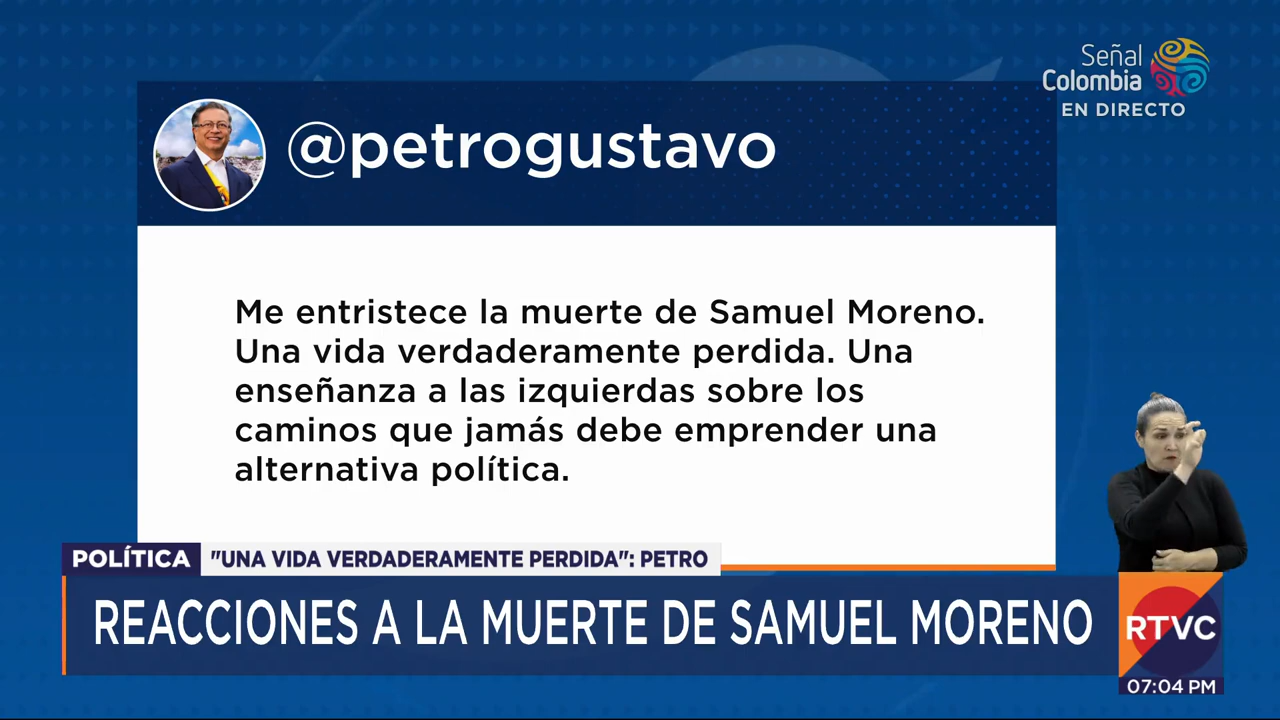 Señal
Colombia
EN DIRECTO
@petrogustavo
Me entristece la muerte de Samuel Moreno.
Una vida verdaderamente perdida. Una
enseñanza a las izquierdas sobre los
caminos que jamás debe emprender una
alternativa política.
POLÍTICA
"UNA VIDA VERDADERAMENTE PERDIDA": PETRO
REACCIONES A LA MUERTE DE SAMUEL MORENO
RTVC
07:04 PM